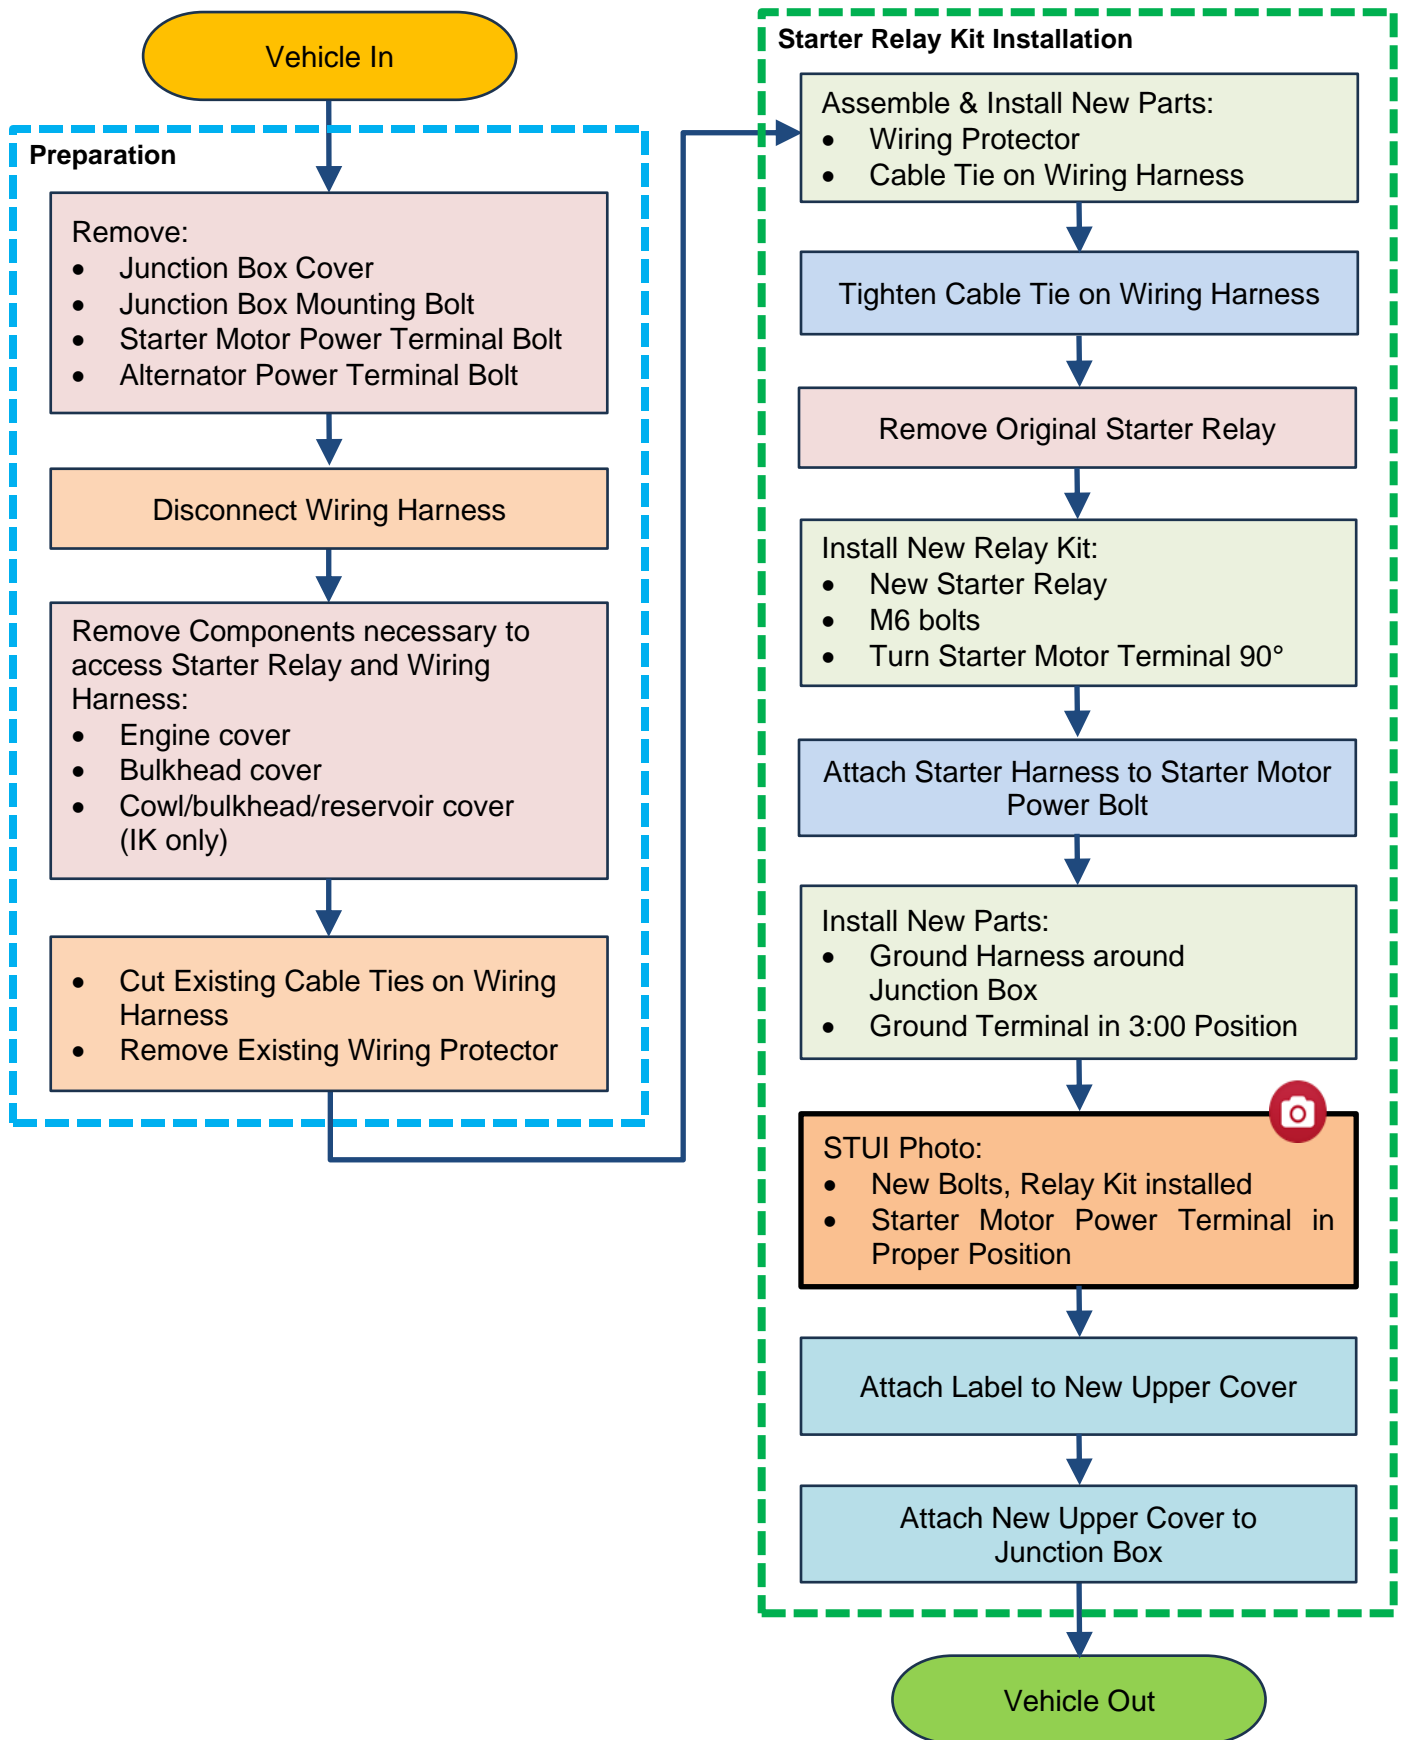 Vehicle In
Preparation
Remove:
• Junction Box Cover
• Junction Box Mounting Bolt
• Starter Motor Power Terminal Bolt
• Alternator Power Terminal Bolt
Disconnect Wiring Harness
Remove Components necessary to
access Starter Relay and Wiring
Harness:
• Engine cover
• Bulkhead cover
• Cowl/bulkhead/reservoir cover
(IK only)
• Cut Existing Cable Ties on Wiring
Harness
• Remove Existing Wiring Protector
Starter Relay Kit Installation
Assemble & Install New Parts:
• Wiring Protector
• Cable Tie on Wiring Harness
Tighten Cable Tie on Wiring Harness
Remove Original Starter Relay
Install New Relay Kit:
• New Starter Relay
• M6 bolts
• Turn Starter Motor Terminal 90°
Attach Starter Harness to Starter Motor
Power Bolt
Install New Parts:
• Ground Harness around
Junction Box
• Ground Terminal in 3:00 Position
STUI Photo:
• New Bolts, Relay Kit installed
• Starter Motor Power Terminal in
Proper Position
Attach Label to New Upper Cover
Attach New Upper Cover to
Junction Box
Vehicle Out